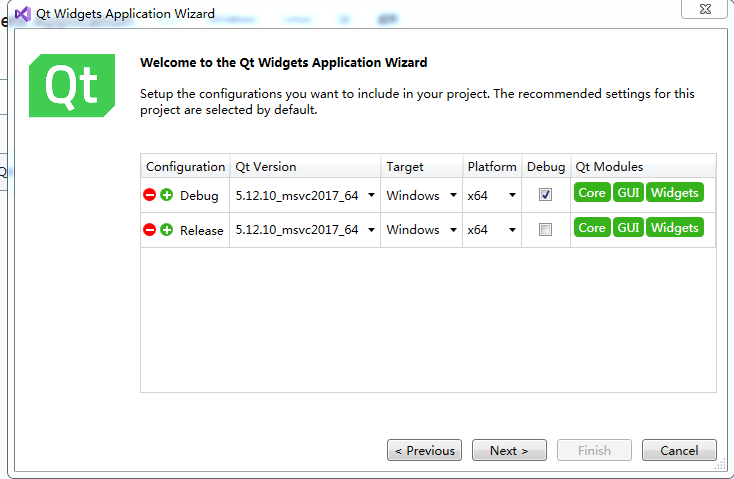 Qt Widgets Application Wizard
Qt
Welcome to the Qt Widgets Application Wizard
Setup the configurations you want to include in your project. The recommended settings for this
project are selected by default.
Configuration Qt Version Target Platform Debug Qt Modules
Debug 5.12.10_msvc2017_64 Windows x64 Core GUI Widgets
Release 5.12.10_msvc2017_64 Windows x64 Core GUI Widgets
< Previous Next > Finish Cancel